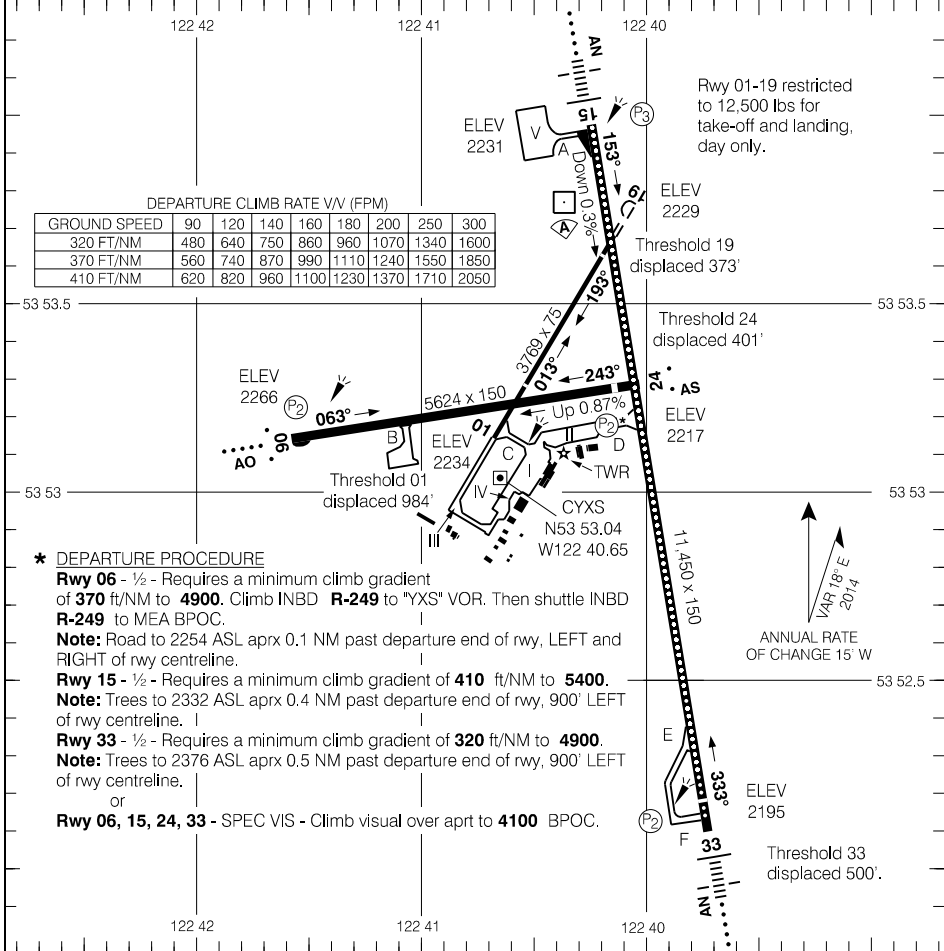 122 42
122 41
122 40
AN
15
P3
Rwy 01-19 restricted
to 12,500 lbs for
take-off and landing,
day only.
ELEV
2231
V
A
153°
Down 0.3%
19
ELEV
2229
A
Threshold 19
displaced 373'
DEPARTURE CLIMB RATE V/V (FPM)
GROUND SPEED 90 120 140 160 180 200 250 300
320 FT/NM 480 640 750 860 960 1070 1340 1600
370 FT/NM 560 740 870 990 1110 1240 1550 1850
410 FT/NM 620 820 960 1100 1230 1370 1710 2050
193°
53 53.5
53 53.5
3769 x 75
013°
Threshold 24
displaced 401'
ELEV
2266
P2
063°
5624 x 150
243°
24
AS
Up 0.87%
ELEV
2217
06
AO
B
01
ELEV
2234
P2
*
D
C
I
TWR
Threshold 01
displaced 984'
IV
III
CYXS
N53 53.04
W122 40.65
53 53
53 53
11,450 x 150
VAR 18° E
2014
ANNUAL RATE
OF CHANGE 15' W
* DEPARTURE PROCEDURE
Rwy 06 - ½ - Requires a minimum climb gradient
of 370 ft/NM to 4900. Climb INBD R-249 to "YXS" VOR. Then shuttle INBD
R-249 to MEA BPOC.
Note: Road to 2254 ASL aprx 0.1 NM past departure end of rwy, LEFT and
RIGHT of rwy centreline.
Rwy 15 - ½ - Requires a minimum climb gradient of 410 ft/NM to 5400.
Note: Trees to 2332 ASL aprx 0.4 NM past departure end of rwy, 900' LEFT
of rwy centreline.
Rwy 33 - ½ - Requires a minimum climb gradient of 320 ft/NM to 4900.
Note: Trees to 2376 ASL aprx 0.5 NM past departure end of rwy, 900' LEFT
of rwy centreline.
or
Rwy 06, 15, 24, 33 - SPEC VIS - Climb visual over aprt to 4100 BPOC.
53 52.5
E
333°
ELEV
2195
P2
F
33
Threshold 33
displaced 500'.
AN
122 42
122 41
122 40